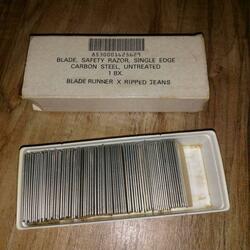 BLADE, SAFETY RAZOR, SINGLE EDGE
CARBON STEEL, UNTREATED
1 BX.
BLADE RUNNER X RIPPED JEANS